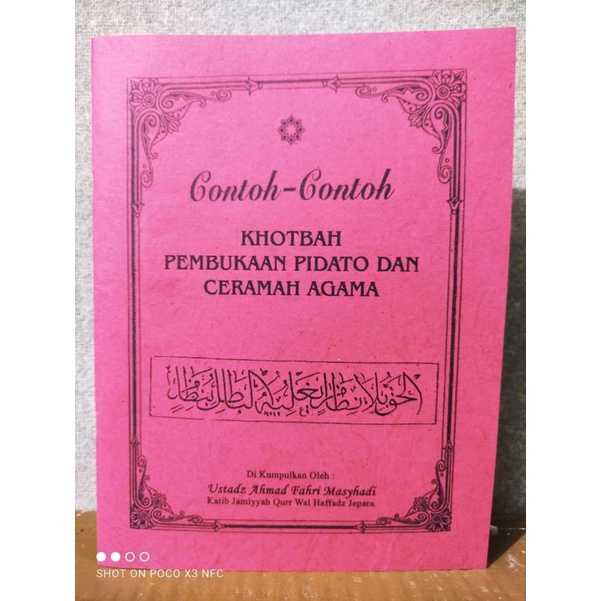 Contoh-Contoh
KHOTBAH
PEMBUKAAN PIDATO DAN
CERAMAH AGAMA
الحق بلا نظام يغلبه الباطل بنظام
Di Kumpulkan Oleh :
Ustadz Ahmad Fahri Masyhadi
Katib Jamiyyah Qurr Wal Haffadz Jepara
SHOT ON POCO X3 NFC